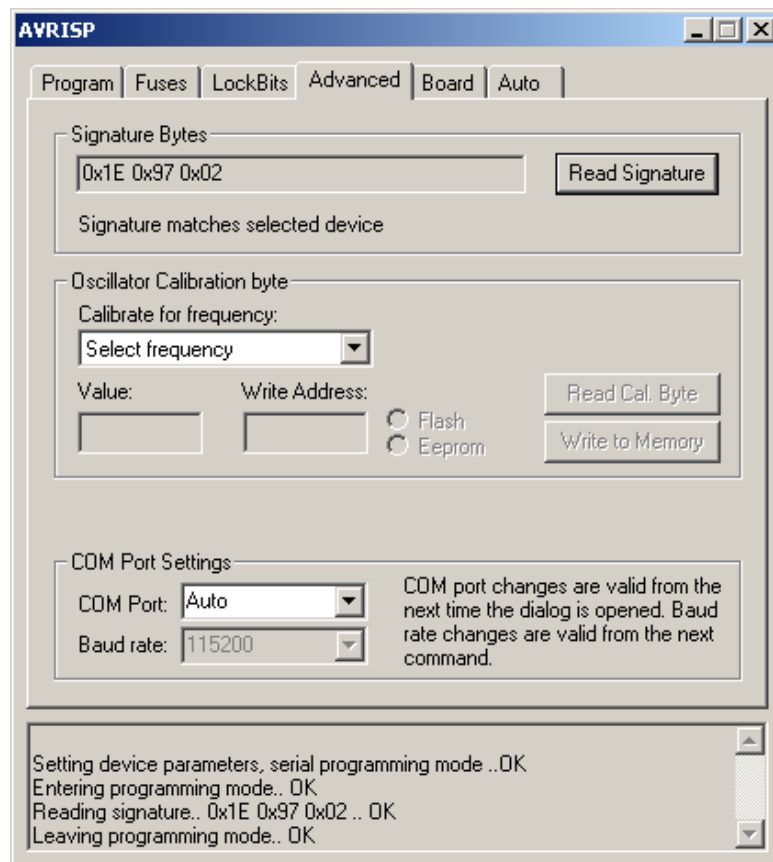 AVRISP
Program Fuses LockBits Advanced Board Auto
Signature Bytes
0x1E 0x97 0x02 Read Signature
Signature matches selected device
Oscillator Calibration byte
Calibrate for frequency:
Select frequency
Value: Write Address: Read Cal. Byte
Flash
Eeprom Write to Memory
COM Port Settings
COM Port: Auto
Baud rate: 115200
COM port changes are valid from the
next time the dialog is opened. Baud
rate changes are valid from the next
command.
Setting device parameters, serial programming mode ..OK
Entering programming mode.. OK
Reading signature.. 0x1E 0x97 0x02 .. OK
Leaving programming mode.. OK